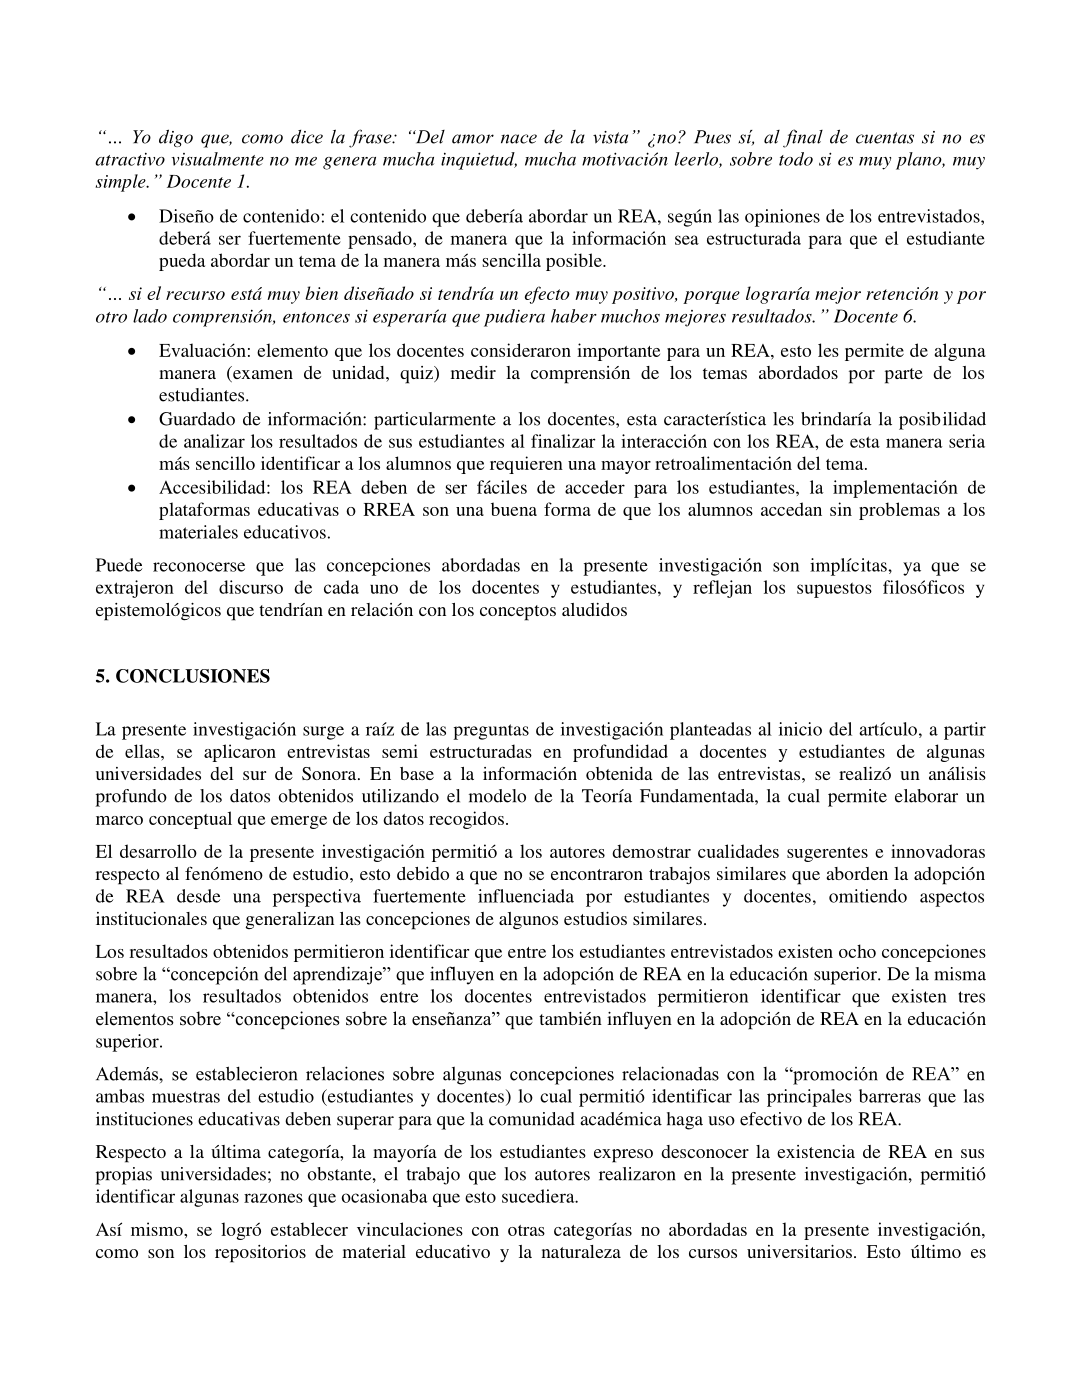 “… Yo digo que, como dice la frase: “Del amor nace de la vista” ¿no? Pues sí, al final de cuentas si no es
atractivo visualmente no me genera mucha inquietud, mucha motivación leerlo, sobre todo si es muy plano, muy
simple.” Docente 1.
• Diseño de contenido: el contenido que debería abordar un REA, según las opiniones de los entrevistados,
deberá ser fuertemente pensado, de manera que la información sea estructurada para que el estudiante
pueda abordar un tema de la manera más sencilla posible.
“… si el recurso está muy bien diseñado si tendría un efecto muy positivo, porque lograría mejor retención y por
otro lado comprensión, entonces si esperaría que pudiera haber muchos mejores resultados.” Docente 6.
• Evaluación: elemento que los docentes consideraron importante para un REA, esto les permite de alguna
manera (examen de unidad, quiz) medir la comprensión de los temas abordados por parte de los
estudiantes.
• Guardado de información: particularmente a los docentes, esta característica les brindaría la posibilidad
de analizar los resultados de sus estudiantes al finalizar la interacción con los REA, de esta manera seria
más sencillo identificar a los alumnos que requieren una mayor retroalimentación del tema.
• Accesibilidad: los REA deben de ser fáciles de acceder para los estudiantes, la implementación de
plataformas educativas o RREA son una buena forma de que los alumnos accedan sin problemas a los
materiales educativos.
Puede reconocerse que las concepciones abordadas en la presente investigación son implícitas, ya que se
extrajeron del discurso de cada uno de los docentes y estudiantes, y reflejan los supuestos filosóficos y
epistemológicos que tendrían en relación con los conceptos aludidos
5. CONCLUSIONES
La presente investigación surge a raíz de las preguntas de investigación planteadas al inicio del artículo, a partir
de ellas, se aplicaron entrevistas semi estructuradas en profundidad a docentes y estudiantes de algunas
universidades del sur de Sonora. En base a la información obtenida de las entrevistas, se realizó un análisis
profundo de los datos obtenidos utilizando el modelo de la Teoría Fundamentada, la cual permite elaborar un
marco conceptual que emerge de los datos recogidos.
El desarrollo de la presente investigación permitió a los autores demostrar cualidades sugerentes e innovadoras
respecto al fenómeno de estudio, esto debido a que no se encontraron trabajos similares que aborden la adopción
de REA desde una perspectiva fuertemente influenciada por estudiantes y docentes, omitiendo aspectos
institucionales que generalizan las concepciones de algunos estudios similares.
Los resultados obtenidos permitieron identificar que entre los estudiantes entrevistados existen ocho concepciones
sobre la “concepción del aprendizaje” que influyen en la adopción de REA en la educación superior. De la misma
manera, los resultados obtenidos entre los docentes entrevistados permitieron identificar que existen tres
elementos sobre “concepciones sobre la enseñanza” que también influyen en la adopción de REA en la educación
superior.
Además, se establecieron relaciones sobre algunas concepciones relacionadas con la “promoción de REA” en
ambas muestras del estudio (estudiantes y docentes) lo cual permitió identificar las principales barreras que las
instituciones educativas deben superar para que la comunidad académica haga uso efectivo de los REA.
Respecto a la última categoría, la mayoría de los estudiantes expreso desconocer la existencia de REA en sus
propias universidades; no obstante, el trabajo que los autores realizaron en la presente investigación, permitió
identificar algunas razones que ocasionaba que esto sucediera.
Así mismo, se logró establecer vinculaciones con otras categorías no abordadas en la presente investigación,
como son los repositorios de material educativo y la naturaleza de los cursos universitarios. Esto último es